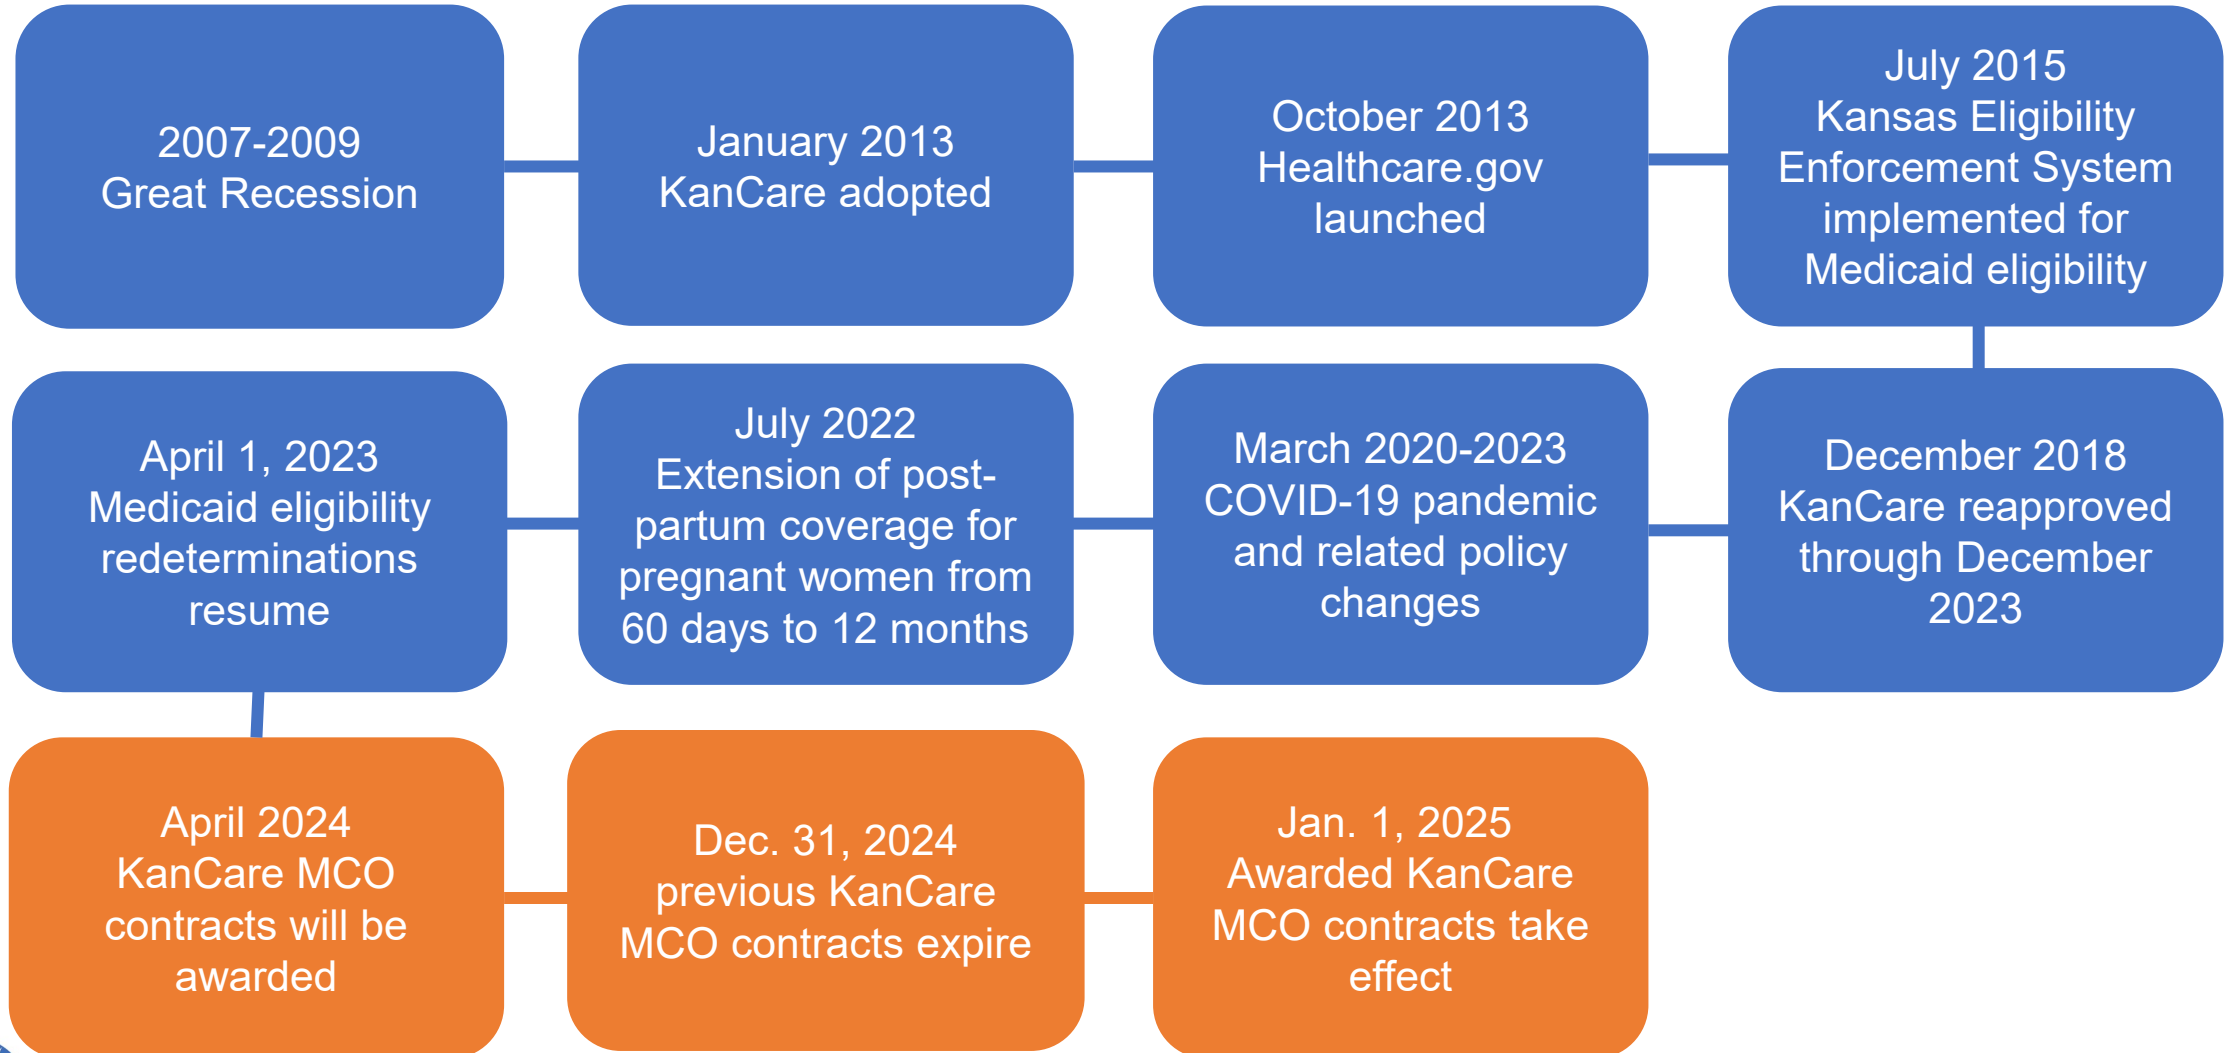 2007-2009
Great Recession
January 2013
KanCare adopted
October 2013
Healthcare.gov
launched
July 2015
Kansas Eligibility
Enforcement System
implemented for
Medicaid eligibility
December 2018
KanCare reapproved
through December
2023
March 2020-2023
COVID-19 pandemic
and related policy
changes
July 2022
Extension of post-
partum coverage for
pregnant women from
60 days to 12 months
April 1, 2023
Medicaid eligibility
redeterminations
resume
April 2024
KanCare MCO
contracts will be
awarded
Dec. 31, 2024
previous KanCare
MCO contracts expire
Jan. 1, 2025
Awarded KanCare
MCO contracts take
effect